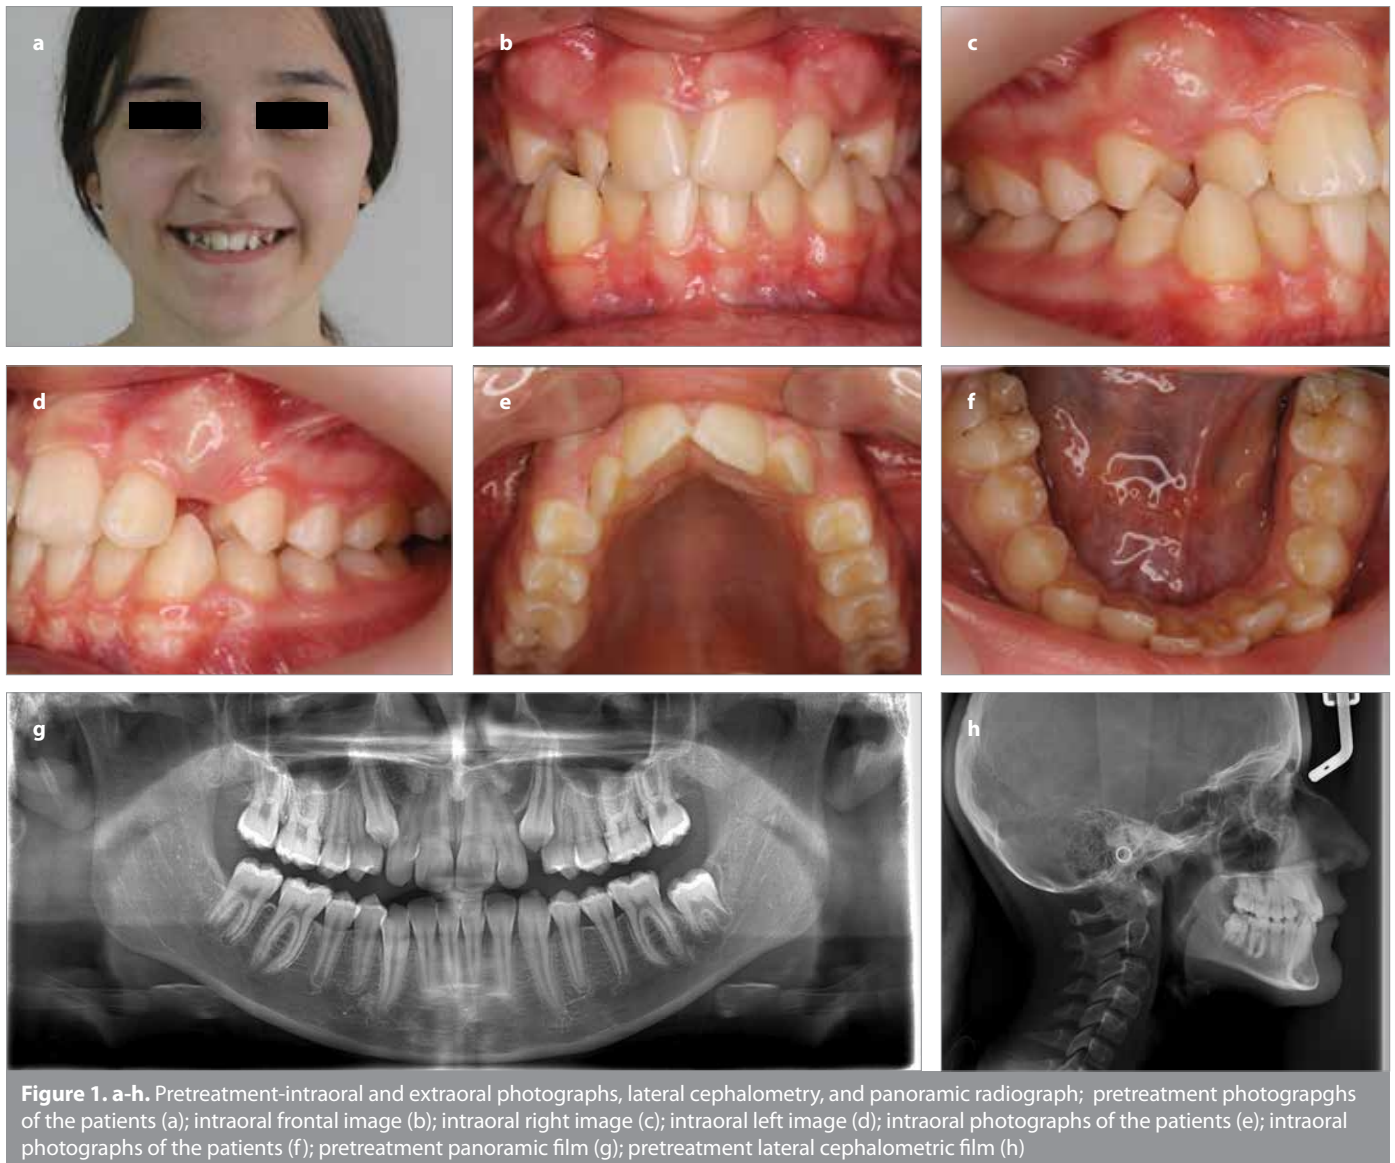 a
b
c
d
e
f
g
h
Figure 1. a-h. Pretreatment-intraoral and extraoral photographs, lateral cephalometry, and panoramic radiograph; pretreatment photograpghs
of the patients (a); intraoral frontal image (b); intraoral right image (c); intraoral left image (d); intraoral photographs of the patients (e); intraoral
photographs of the patients (f); pretreatment panoramic film (g); pretreatment lateral cephalometric film (h)